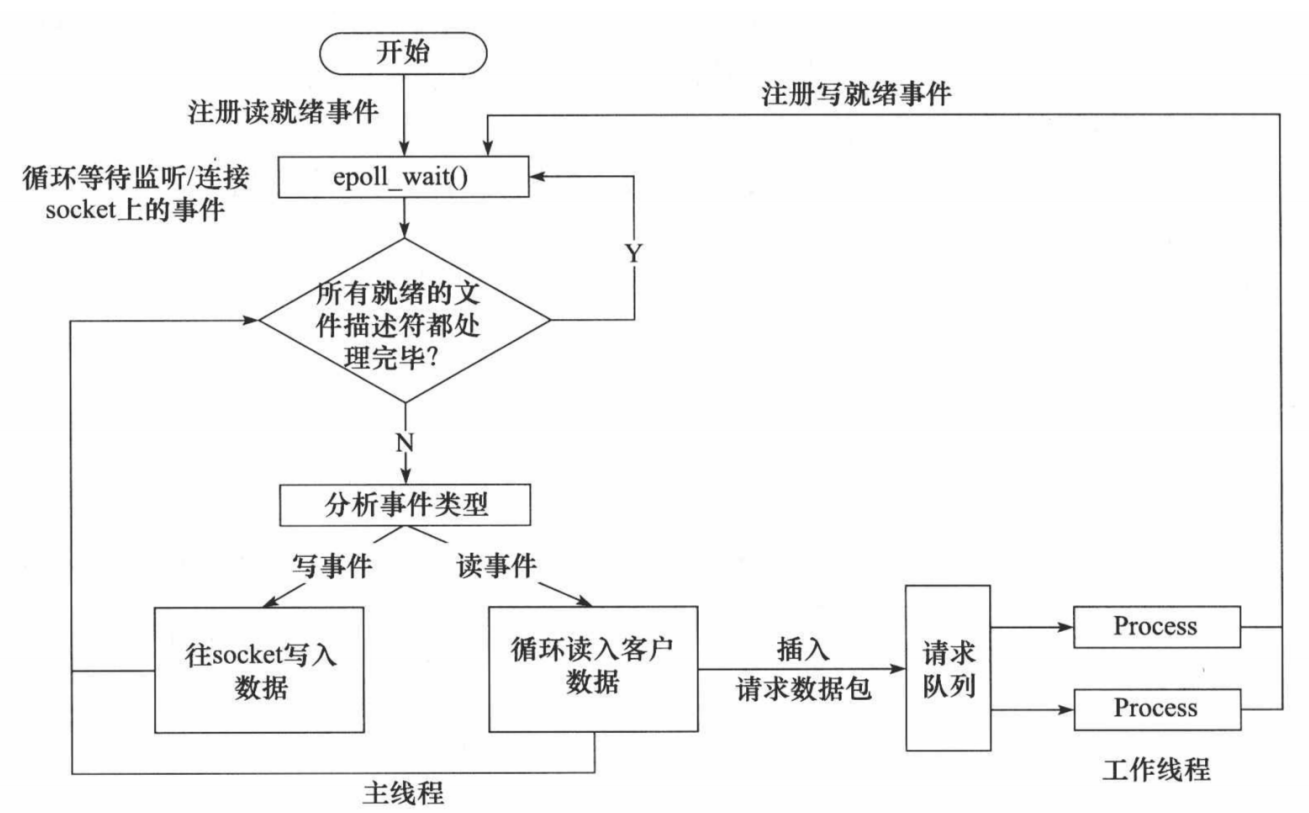 开始
注册读就绪事件
注册写就绪事件
循环等待监听/连接
socket上的事件
epoll_wait()
Y
所有就绪的文
件描述符都处
理完毕?
N
分析事件类型
写事件
读事件
往socket写入
数据
循环读入客户
数据
插入
请求数据包
请求
队列
Process
Process
工作线程
主线程